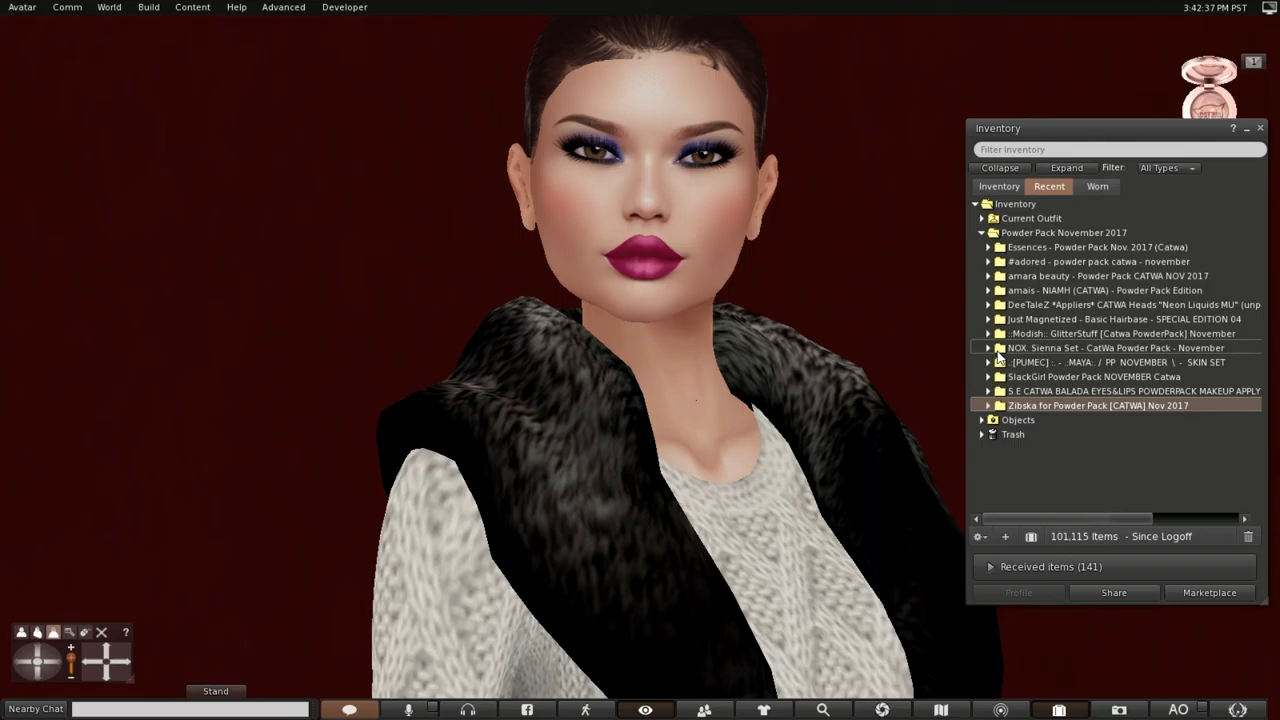 Avatar Comm World Build Content Help Advanced Developer 3:42:37 PM PST
1
Inventory ?
Filter Inventory
Collapse Expand Filter: All Types
Inventory Recent Worn
Inventory
Current Outfit
Powder Pack November 2017
Essences - Powder Pack Nov. 2017 (Catwa)
#adored - powder pack catwa - november
amara beauty - Powder Pack CATWA NOV 2017
amais - NIAMH (CATWA) - Powder Pack Edition
DeeTaleZ *Appliers* CATWA Heads "Neon Liquids MU" (unp
Just Magnetized - Basic Hairbase - SPECIAL EDITION 04
::Modish:: GlitterStuff [Catwa PowderPack] November
NOX. Sienna Set - CatWa Powder Pack - November
.:[PUMEC] :. - .:MAYA:. / PP NOVEMBER \ - SKIN SET
SlackGirl Powder Pack NOVEMBER Catwa
S.E CATWA BALADA EYES&LIPS POWDERPACK MAKEUP APPLY
Zibska for Powder Pack [CATWA] Nov 2017
Objects
Trash
101,115 Items - Since Logoff
Received items (141)
Profile Share Marketplace
?
Stand
Nearby Chat
AO